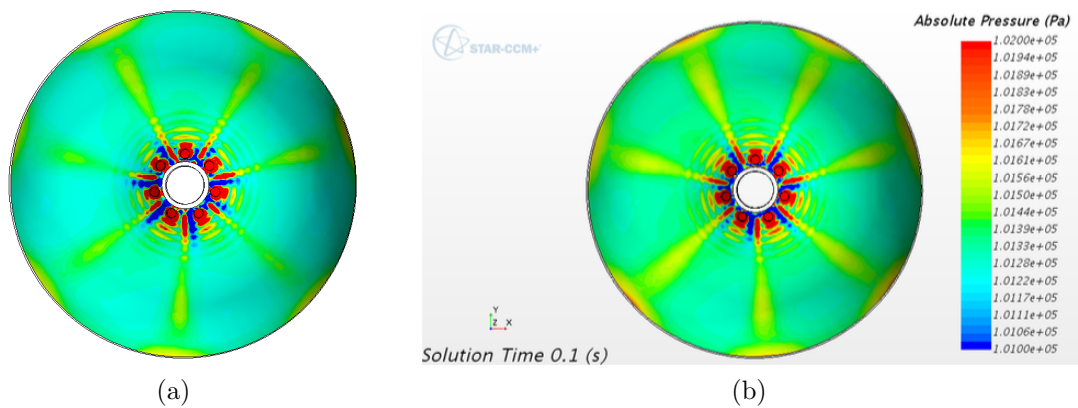 Absolute Pressure (Pa)
STAR-CCM+
1.0200e+05
1.0194e+05
1.0189e+05
1.0183e+05
1.0178e+05
1.0172e+05
1.0167e+05
1.0161e+05
1.0156e+05
1.0150e+05
1.0144e+05
1.0139e+05
1.0133e+05
1.0128e+05
1.0122e+05
1.0117e+05
1.0111e+05
1.0106e+05
1.0100e+05
Y
Z X
Solution Time 0.1 (s)
(a)
(b)